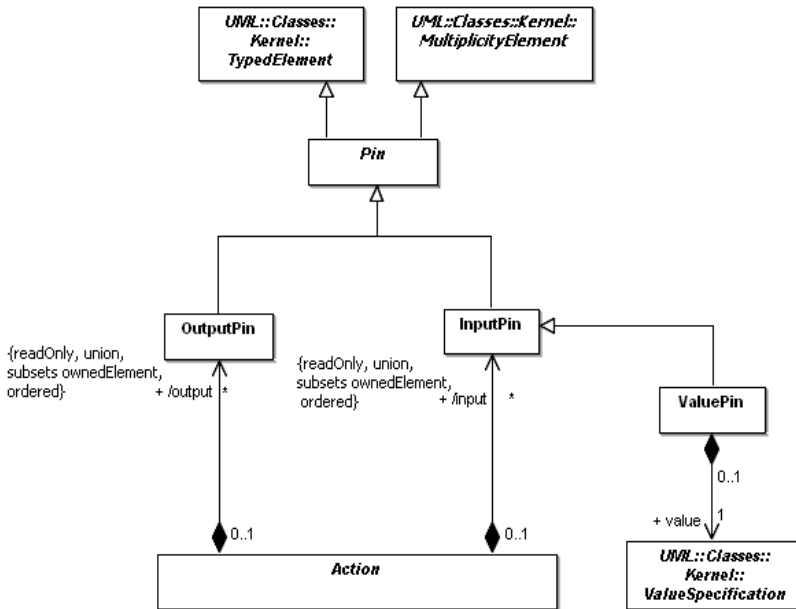 UML::Classes::
Kernel::
TypedElement
UML::Classes::Kernel::
MultiplicityElement
Pin
OutputPin
InputPin
{readOnly, union,
subsets ownedElement,
ordered}
+ /output *
{readOnly, union,
subsets ownedElement,
ordered}
+ /input *
ValuePin
0..1
1
+ value
0..1
0..1
Action
UML::Classes::
Kernel::
ValueSpecification